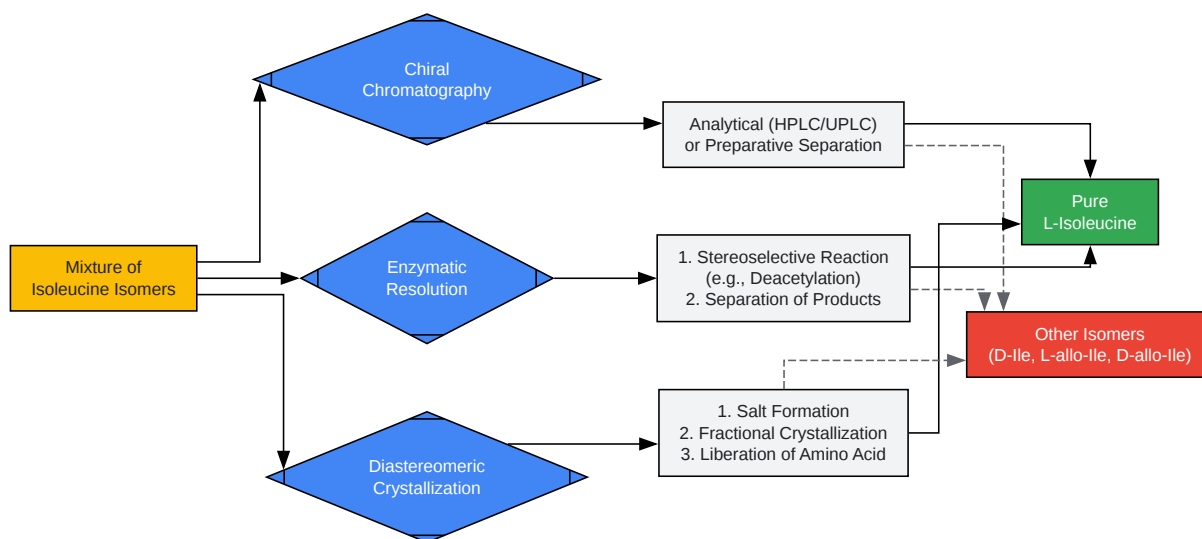 Chiral
Chromatography
Analytical (HPLC/UPLC)
or Preparative Separation
Pure
L-Isoleucine
Mixture of
Isoleucine Isomers
Enzymatic
Resolution
1. Stereoselective Reaction
(e.g., Deacetylation)
2. Separation of Products
Other Isomers
(D-Ile, L-allo-Ile, D-allo-Ile)
Diastereomeric
Crystallization
1. Salt Formation
2. Fractional Crystallization
3. Liberation of Amino Acid